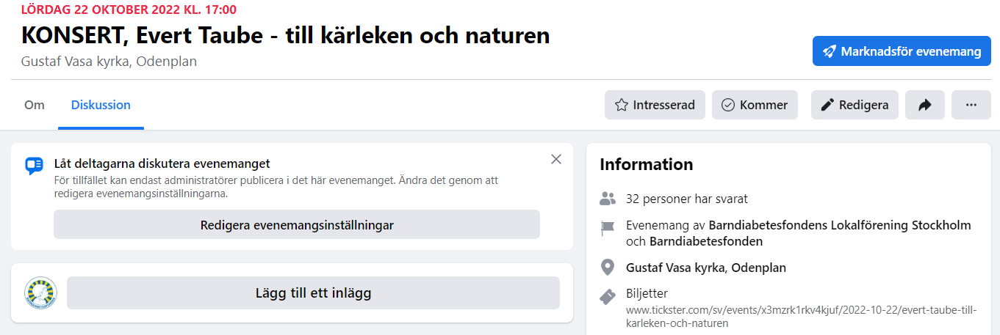 LÖRDAG 22 OKTOBER 2022 KL. 17:00
KONSERT, Evert Taube - till kärleken och naturen
Gustaf Vasa kyrka, Odenplan
Marknadsför evenemang
Om
Diskussion
Intresserad
Kommer
Redigera
Låt deltagarna diskutera evenemanget
För tillfället kan endast administratörer publicera i det här evenemanget. Ändra det genom att
redigera evenemangsinställningarna.
Redigera evenemangsinställningar
Lägg till ett inlägg
Information
32 personer har svarat
Evenemang av Barndiabetesfondens Lokalförening Stockholm
och Barndiabetesfonden
Gustaf Vasa kyrka, Odenplan
Biljetter
www.tickster.com/sv/events/x3mzrk1rkv4kjuf/2022-10-22/evert-taube-till-
karleken-och-naturen